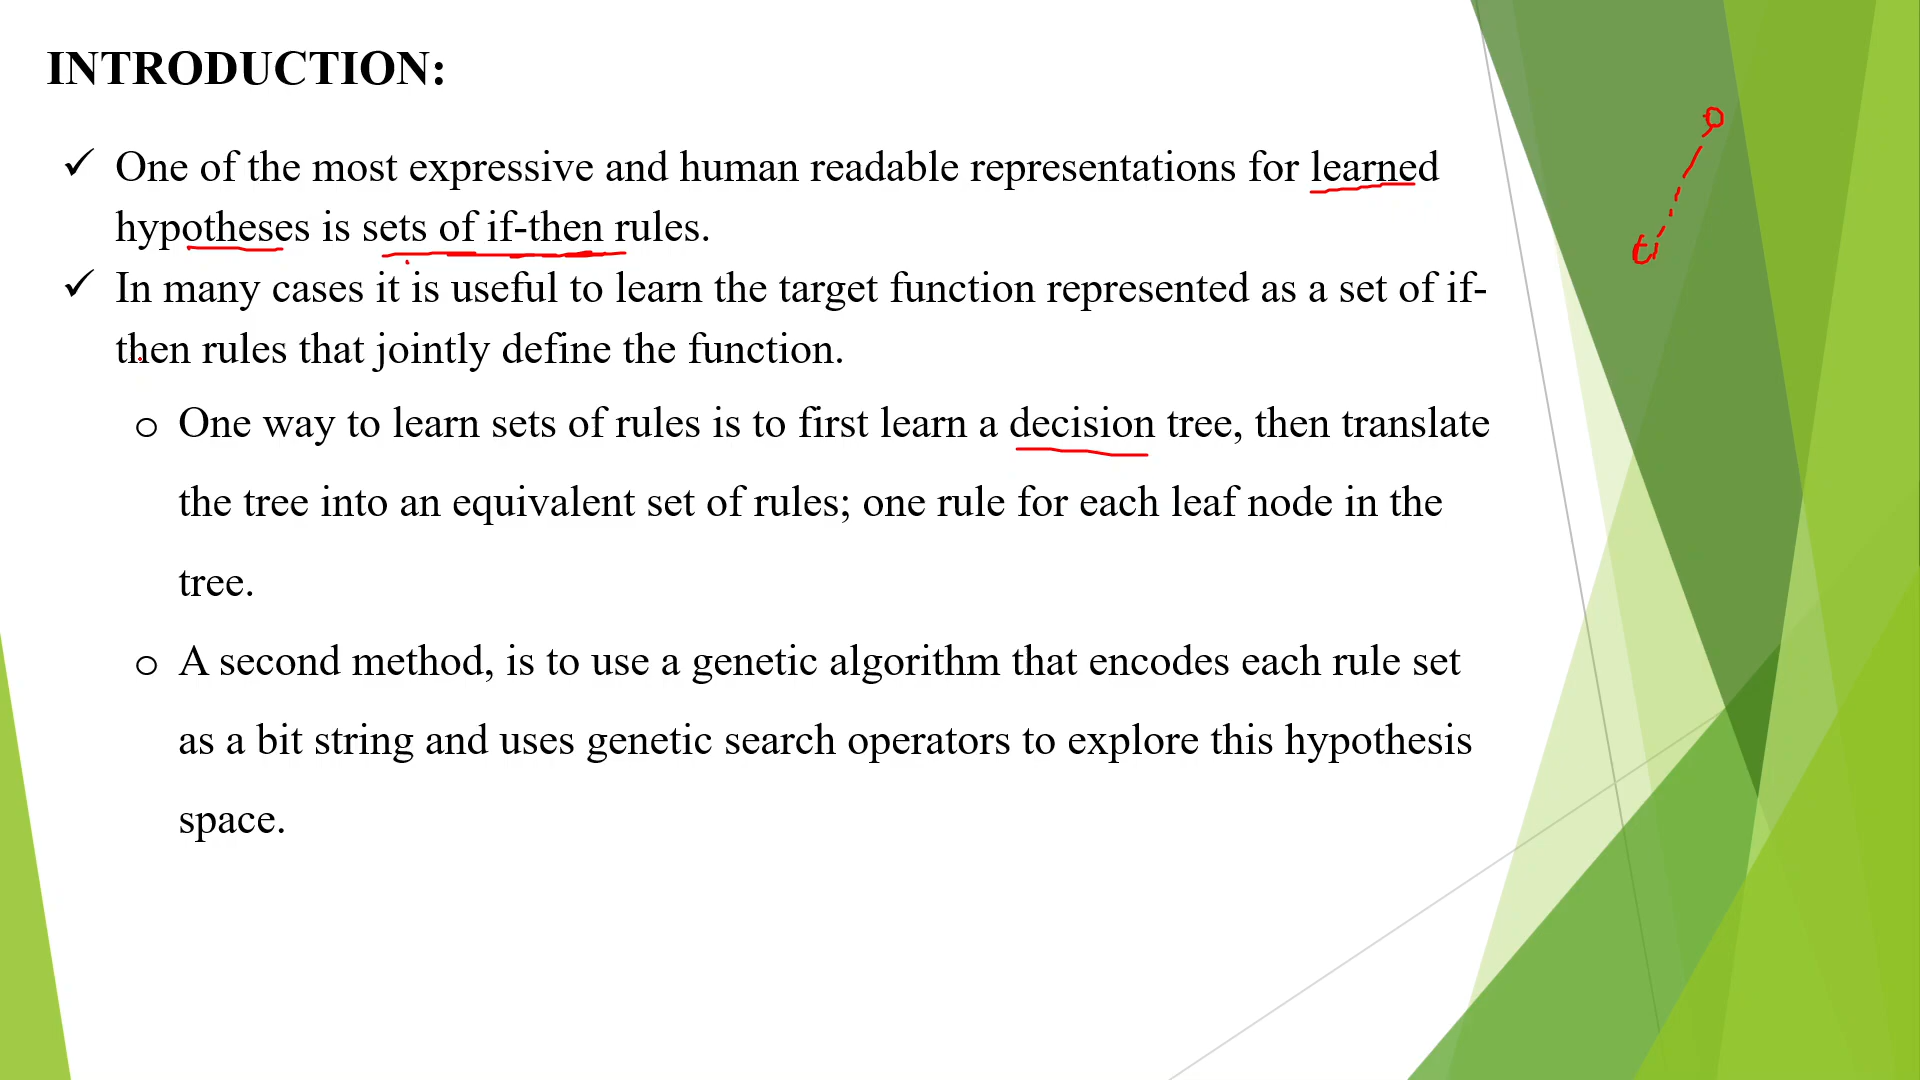 INTRODUCTION:
✓ One of the most expressive and human readable representations for learned
hypotheses is sets of if-then rules.
✓ In many cases it is useful to learn the target function represented as a set of if-
then rules that jointly define the function.
o One way to learn sets of rules is to first learn a decision tree, then translate
the tree into an equivalent set of rules; one rule for each leaf node in the
tree.
o A second method, is to use a genetic algorithm that encodes each rule set
as a bit string and uses genetic search operators to explore this hypothesis
space.